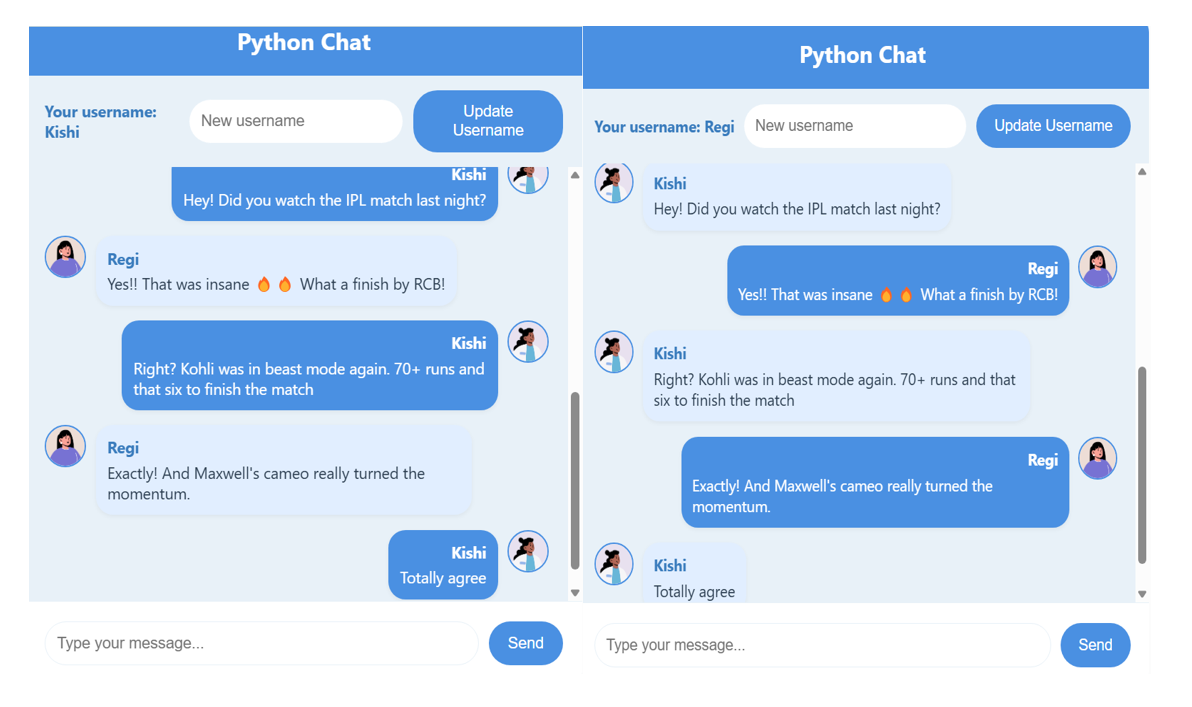 Python Chat
Your username:
Kishi
New username
Update
Username
Kishi
Hey! Did you watch the IPL match last night?
Regi
Yes!! That was insane 🔥 🔥 What a finish by RCB!
Kishi
Right? Kohli was in beast mode again. 70+ runs and
that six to finish the match
Regi
Exactly! And Maxwell's cameo really turned the
momentum.
Kishi
Totally agree
Type your message...
Send
Python Chat
Your username: Regi
New username
Update Username
Kishi
Hey! Did you watch the IPL match last night?
Regi
Yes!! That was insane 🔥 🔥 What a finish by RCB!
Kishi
Right? Kohli was in beast mode again. 70+ runs and that
six to finish the match
Regi
Exactly! And Maxwell's cameo really turned the
momentum.
Kishi
Totally agree
Type your message...
Send